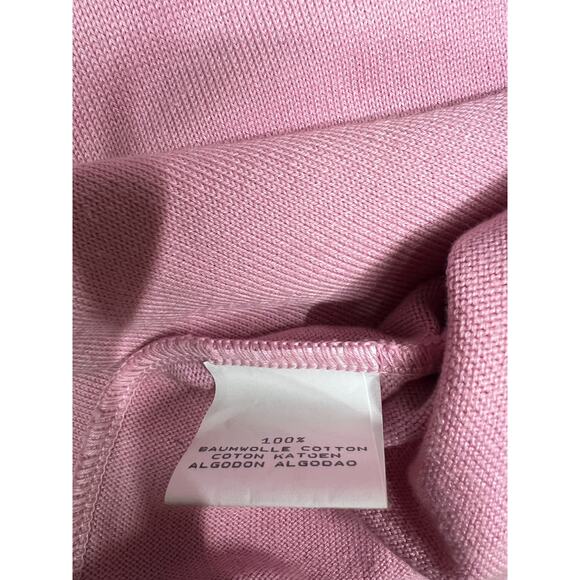 100%
BAUMWOLLE COTTON
COTON KATOEN
ALGODON ALGODAO